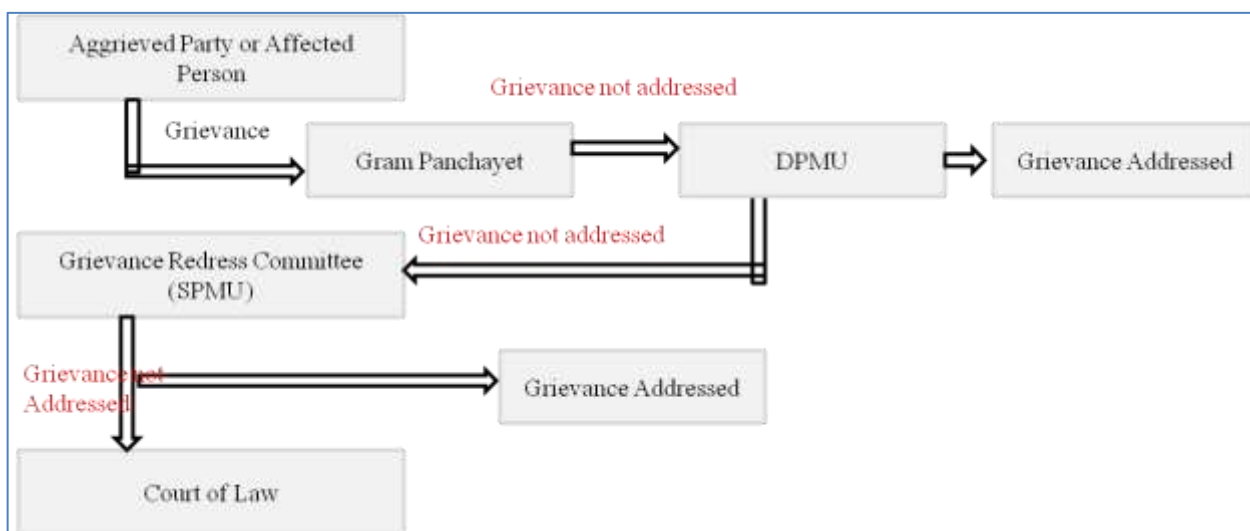 Aggrieved Party or Affected
Person
Grievance not addressed
Grievance
Gram Panchayet
DPMU
Grievance Addressed
Grievance not addressed
Grievance Redress Committee
(SPMU)
Grievance not
Addressed
Grievance Addressed
Court of Law